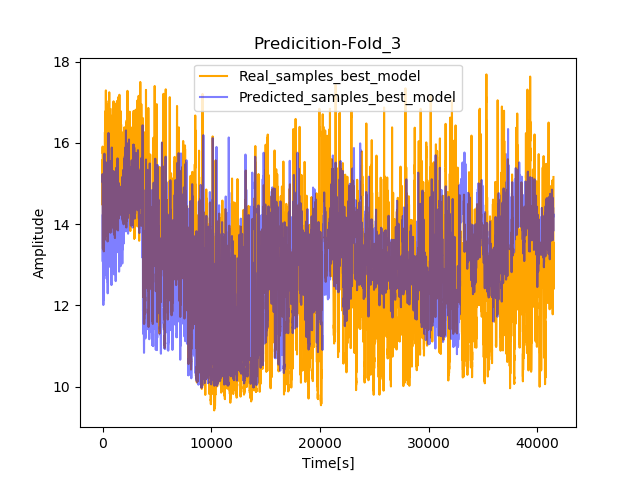 Predicition-Fold_3
Real_samples_best_model
Predicted_samples_best_model
Amplitude
18
16
14
12
10
0
10000
20000
30000
40000
Time[s]